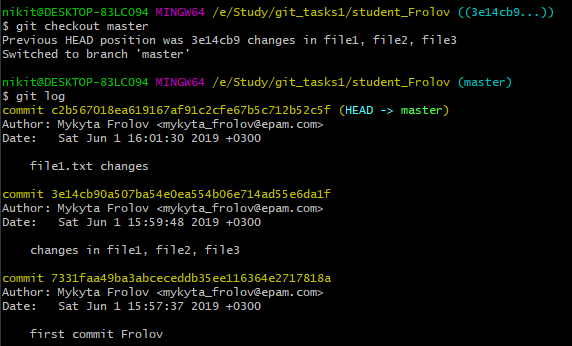 nikit@DESKTOP-83LCO94 MINGW64 /e/Study/git_tasks1/student_Frolov ((3e14cb9...))
$ git checkout master
Previous HEAD position was 3e14cb9 changes in file1, file2, file3
Switched to branch 'master'
nikit@DESKTOP-83LCO94 MINGW64 /e/Study/git_tasks1/student_Frolov (master)
$ git log
commit c2b567018ea619167af91c2cfe67b5c712b52c5f (HEAD -> master)
Author: Mykyta Frolov <mykyta_frolov@epam.com>
Date:   Sat Jun 1 16:01:30 2019 +0300
    file1.txt changes
commit 3e14cb90a507ba54e0ea554b06e714ad55e6da1f
Author: Mykyta Frolov <mykyta_frolov@epam.com>
Date:   Sat Jun 1 15:59:48 2019 +0300
    changes in file1, file2, file3
commit 7331faa49ba3abcececddb35ee116364e2717818a
Author: Mykyta Frolov <mykyta_frolov@epam.com>
Date:   Sat Jun 1 15:57:37 2019 +0300
    first commit Frolov